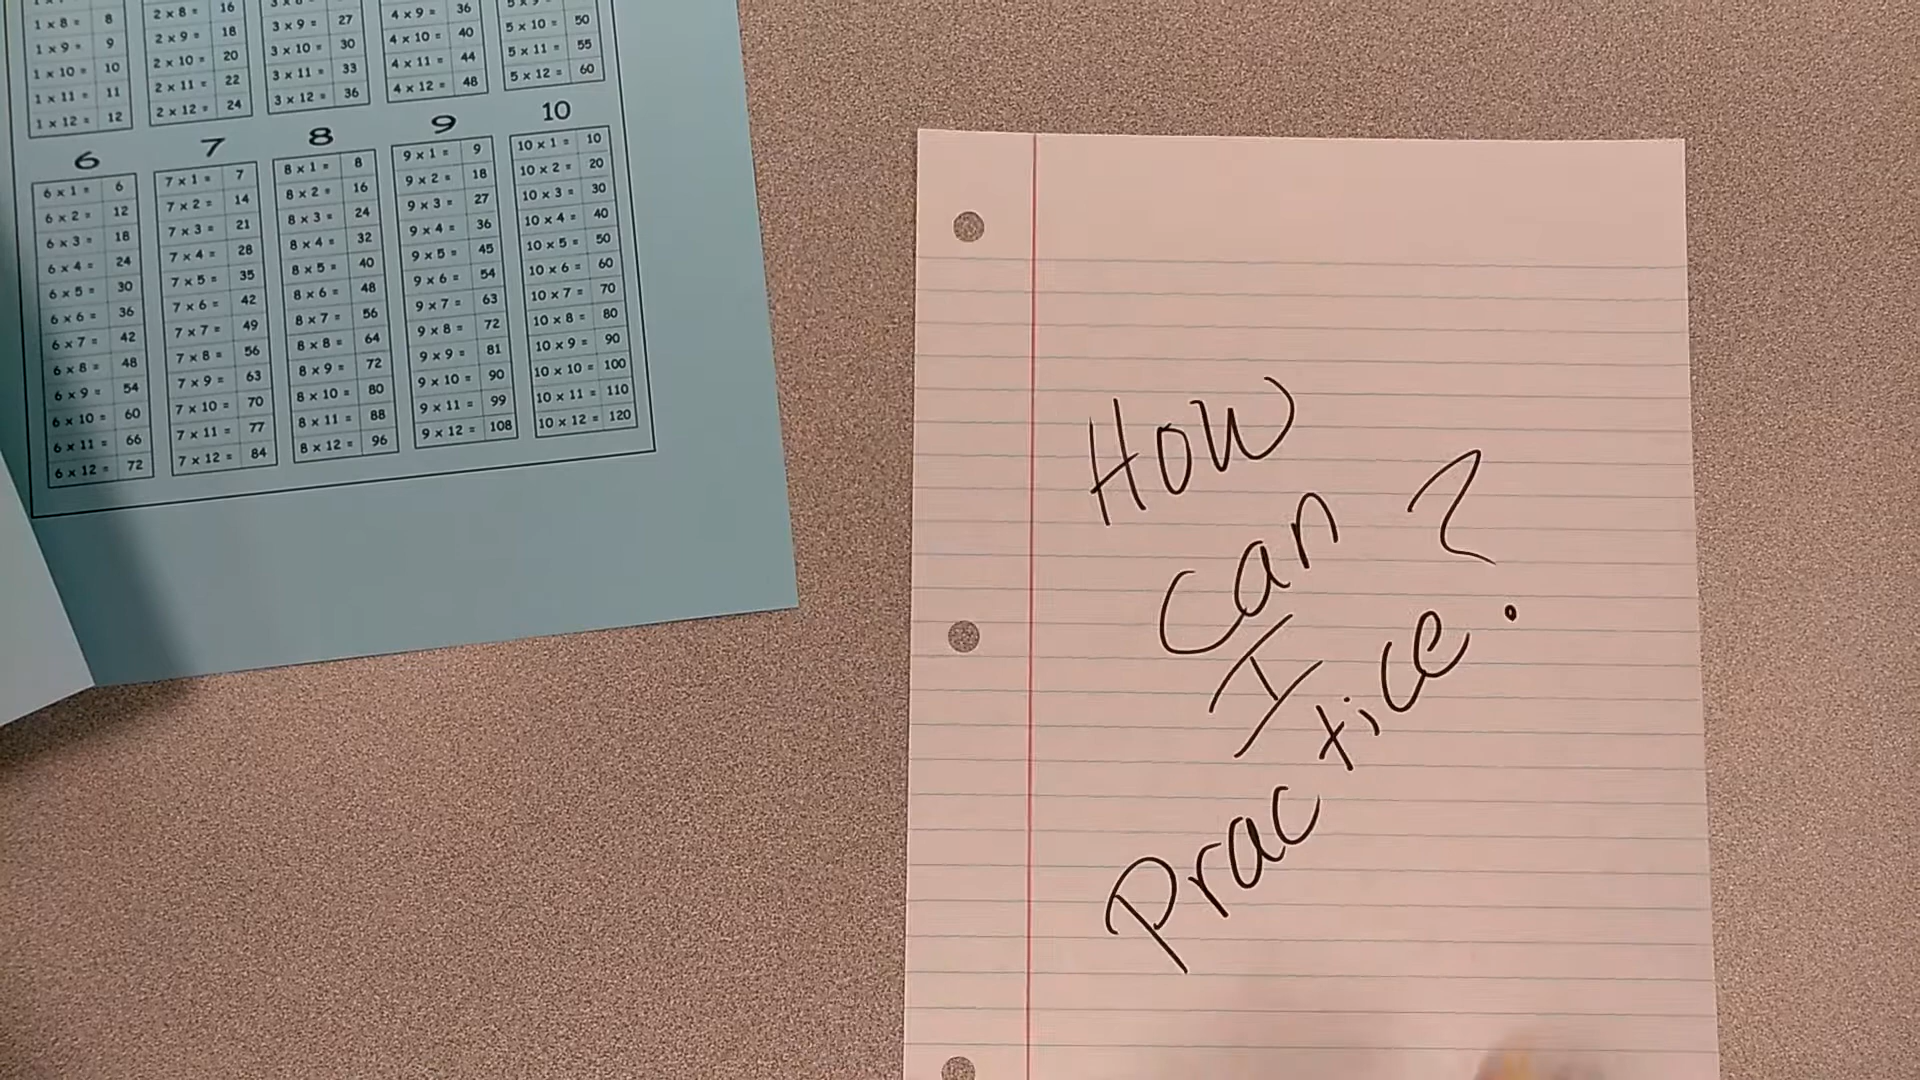 1 x 8 = 8
1 x 9 = 9
1 x 10 = 10
1 x 11 = 11
1 x 12 = 12
2 x 8 = 16
2 x 9 = 18
2 x 10 = 20
2 x 11 = 22
2 x 12 = 24
3 x 9 = 27
3 x 10 = 30
3 x 11 = 33
3 x 12 = 36
4 x 9 = 36
4 x 10 = 40
4 x 11 = 44
4 x 12 = 48
5 x 10 = 50
5 x 11 = 55
5 x 12 = 60
6
6 x 1 = 6
6 x 2 = 12
6 x 3 = 18
6 x 4 = 24
6 x 5 = 30
6 x 6 = 36
6 x 7 = 42
6 x 8 = 48
6 x 9 = 54
6 x 10 = 60
6 x 11 = 66
6 x 12 = 72
7
7 x 1 = 7
7 x 2 = 14
7 x 3 = 21
7 x 4 = 28
7 x 5 = 35
7 x 6 = 42
7 x 7 = 49
7 x 8 = 56
7 x 9 = 63
7 x 10 = 70
7 x 11 = 77
7 x 12 = 84
8
8 x 1 = 8
8 x 2 = 16
8 x 3 = 24
8 x 4 = 32
8 x 5 = 40
8 x 6 = 48
8 x 7 = 56
8 x 8 = 64
8 x 9 = 72
8 x 10 = 80
8 x 11 = 88
8 x 12 = 96
9
9 x 1 = 9
9 x 2 = 18
9 x 3 = 27
9 x 4 = 36
9 x 5 = 45
9 x 6 = 54
9 x 7 = 63
9 x 8 = 72
9 x 9 = 81
9 x 10 = 90
9 x 11 = 99
9 x 12 = 108
10
10 x 1 = 10
10 x 2 = 20
10 x 3 = 30
10 x 4 = 40
10 x 5 = 50
10 x 6 = 60
10 x 7 = 70
10 x 8 = 80
10 x 9 = 90
10 x 10 = 100
10 x 11 = 110
10 x 12 = 120
How
Can
I
Practice?